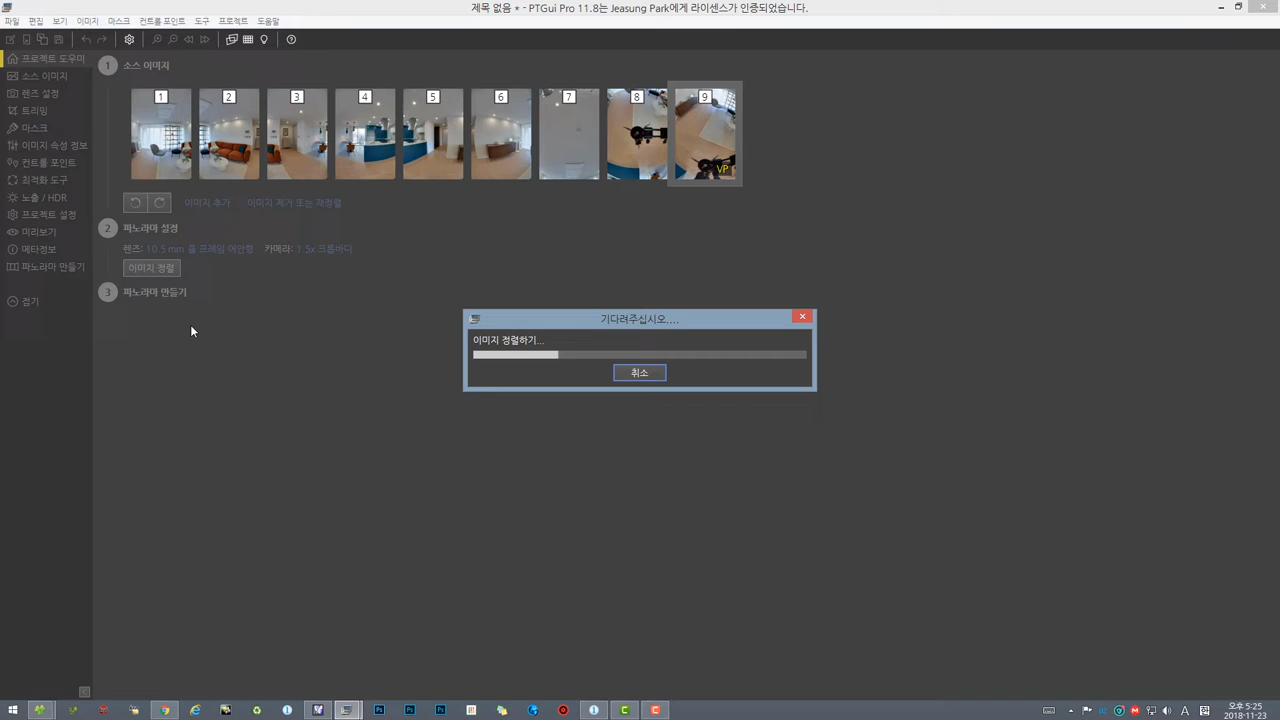 제목 없음 * - PTGui Pro 11.8는 Jeasung Park에게 라이센스가 인증되었습니다.
파일 편집 보기 이미지 마스크 컨트롤 포인트 도구 프로젝트 도움말
프로젝트 도우미
소스 이미지
렌즈 설정
트리밍
마스크
이미지 속성 정보
컨트롤 포인트
최적화 도구
노출 / HDR
프로젝트 설정
미리보기
메타정보
파노라마 만들기
접기
1 소스 이미지
1 2 3 4 5 6 7 8 9
VP
이미지 추가 이미지 제거 또는 재정렬
2 파노라마 설정
렌즈: 10.5 mm 풀 프레임 어안형 카메라: 1.5x 크롭바디
이미지 정렬
3 파노라마 만들기
기다려주십시오....
이미지 정렬하기...
취소
오후 5:25
2018-11-23